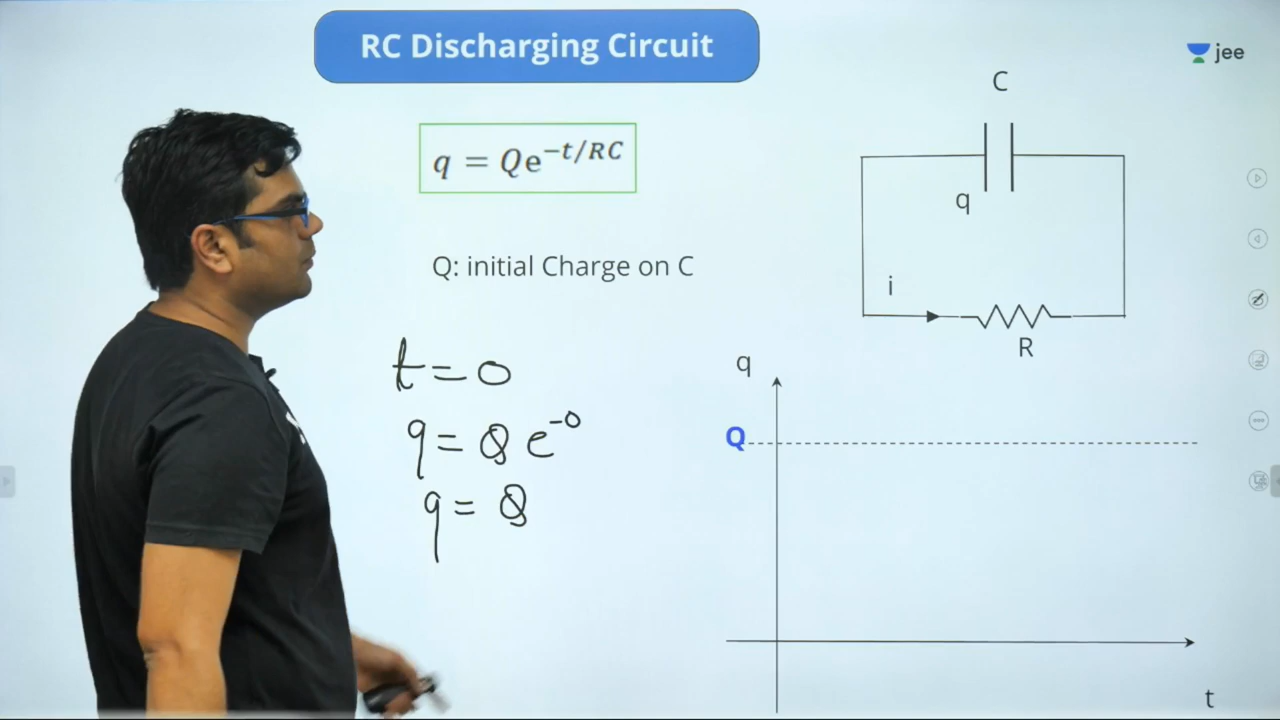 RC Discharging Circuit
jee
q = Qe^{-t/RC}
C
q
Q: initial Charge on C
i
R
t = 0
q = Q e^{-0}
q = Q
q
Q
t